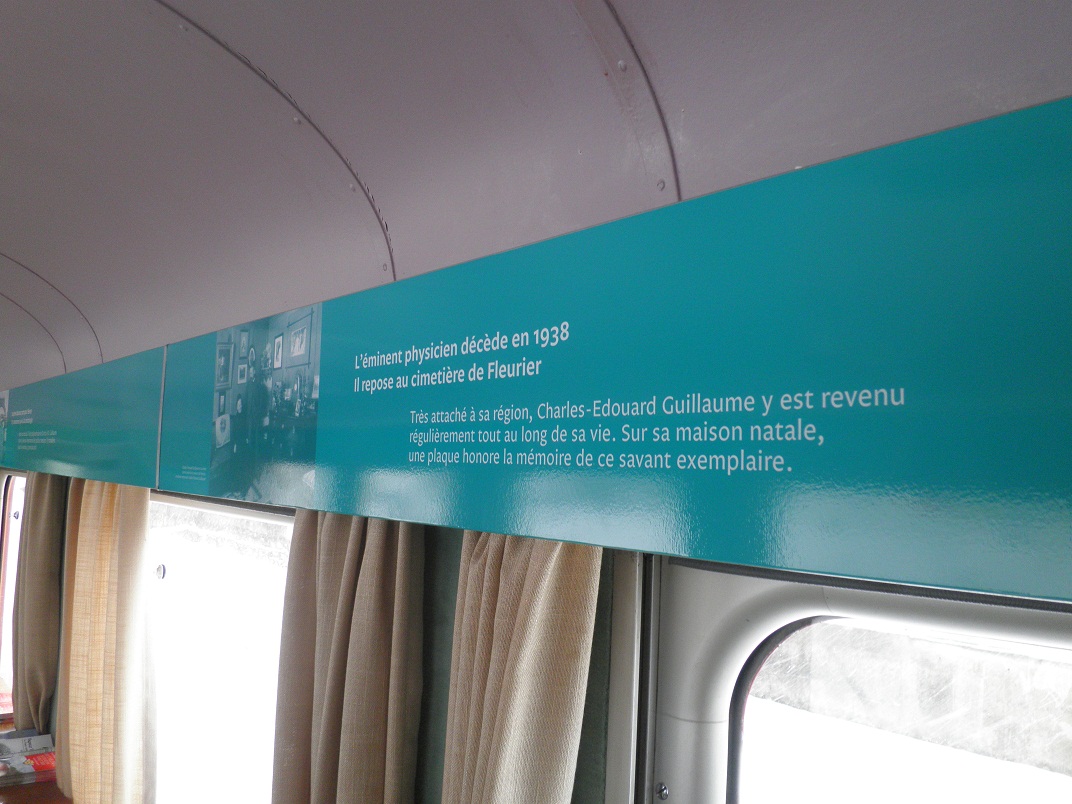 L'éminent physicien décède en 1938
Il repose au cimetière de Fleurier
Très attaché à sa région, Charles-Edouard Guillaume y est revenu
régulièrement tout au long de sa vie. Sur sa maison natale,
une plaque honore la mémoire de ce savant exemplaire.